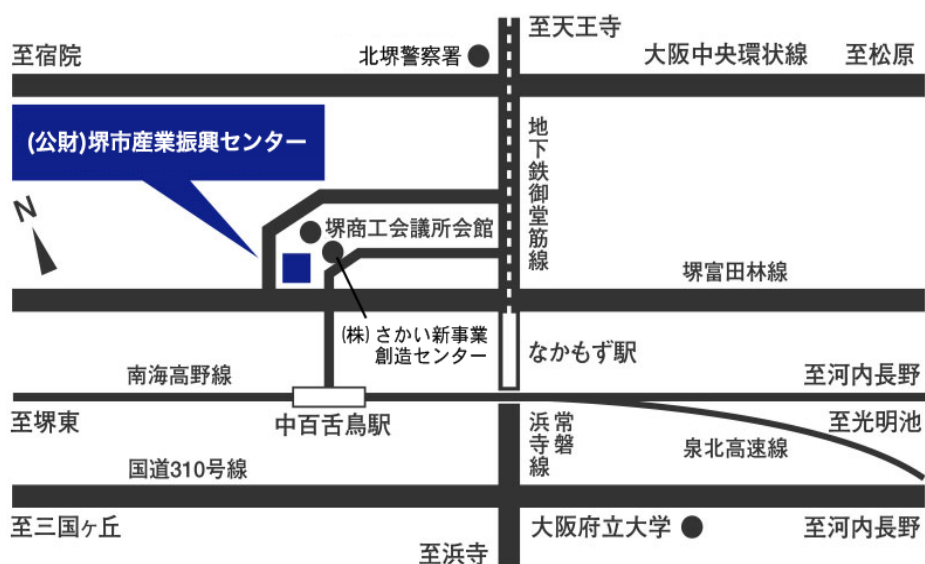 至天王寺
至宿院
北堺警察署
大阪中央環状線
至松原
(公財)堺市産業振興センター
地下鉄御堂筋線
N
堺商工会議所会館
堺富田林線
(株)さかい新事業
創造センター
なかもず駅
南海高野線
至河内長野
至堺東
中百舌鳥駅
常磐
浜寺線
至光明池
泉北高速線
国道310号線
至三国ヶ丘
至浜寺
大阪府立大学
至河内長野